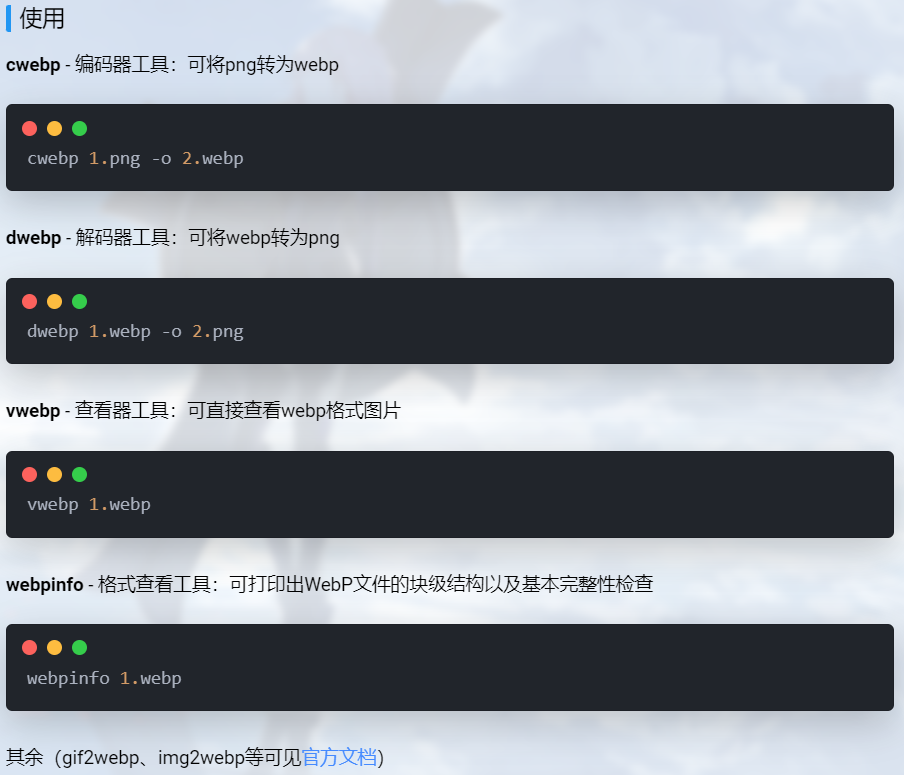 使用
cwebp - 编码器工具：可将png转为webp
cwebp 1.png -o 2.webp
dwebp - 解码器工具：可将webp转为png
dwebp 1.webp -o 2.png
vwebp - 查看器工具：可直接查看webp格式图片
vwebp 1.webp
webpinfo - 格式查看工具：可打印出WebP文件的块级结构以及基本完整性检查
webpinfo 1.webp
其余（gif2webp、img2webp等可见官方文档)